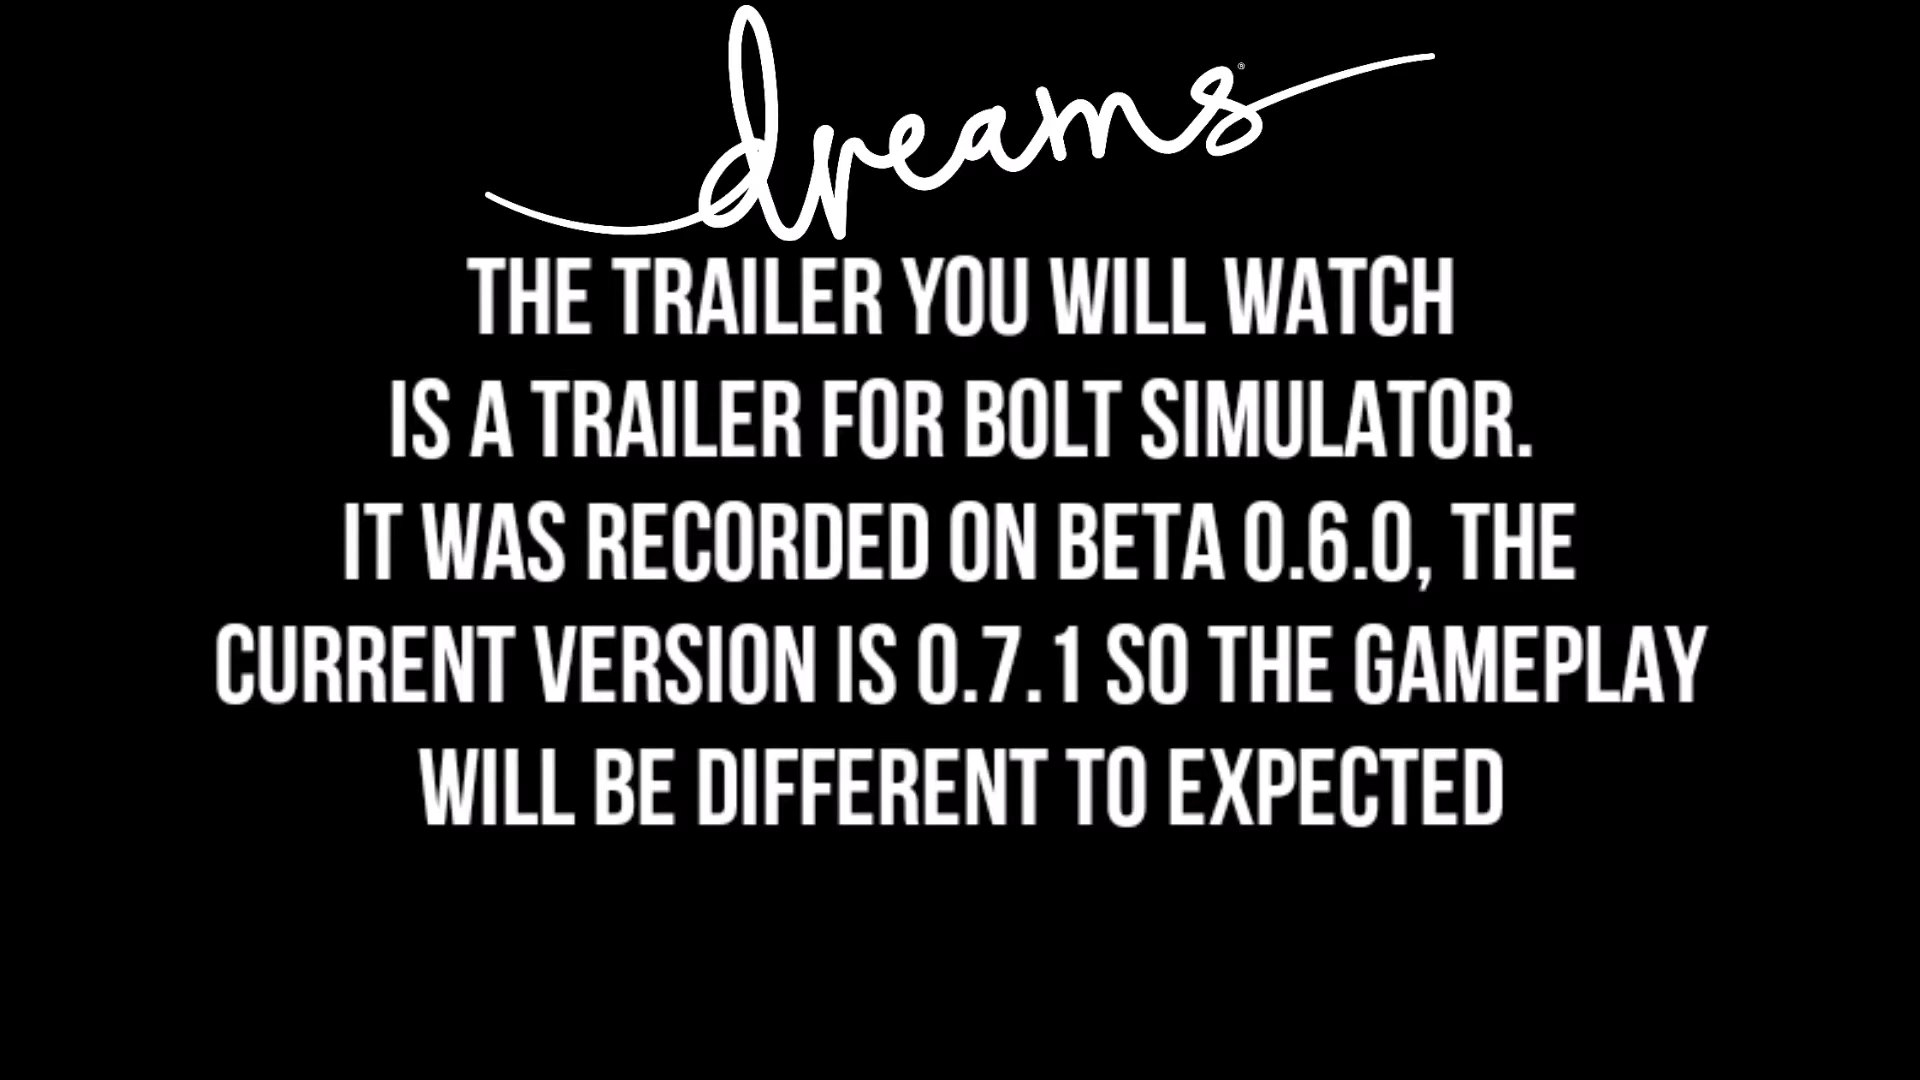 dreams®
THE TRAILER YOU WILL WATCH
IS A TRAILER FOR BOLT SIMULATOR.
IT WAS RECORDED ON BETA 0.6.0, THE
CURRENT VERSION IS 0.7.1 SO THE GAMEPLAY
WILL BE DIFFERENT TO EXPECTED